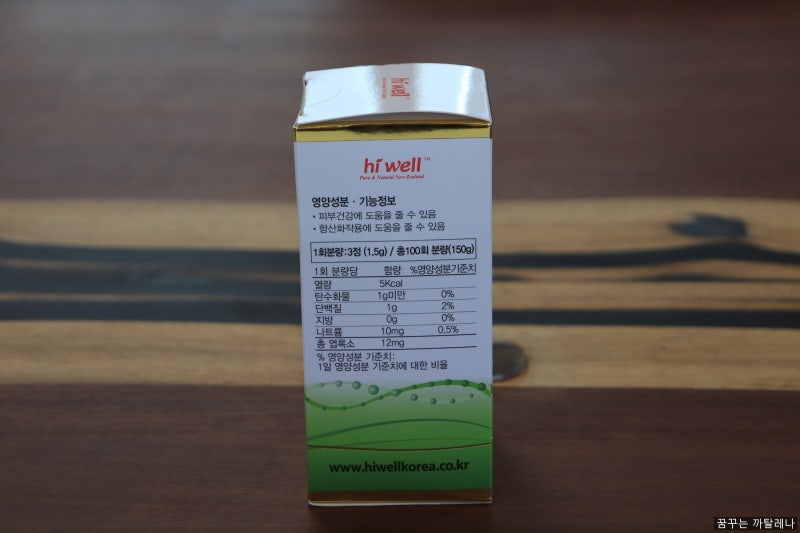 hi well
hi well™
Pure & Natural New Zealand
영양성분 · 기능정보
• 피부건강에 도움을 줄 수 있음
• 항산화작용에 도움을 줄 수 있음
1회분량:3정 (1.5g) / 총100회 분량(150g)
1회 분량당 함량 %영양성분기준치
열량 5Kcal
탄수화물 1g미만 0%
단백질 1g 2%
지방 0g 0%
나트륨 10mg 0.5%
총 엽록소 12mg
% 영양성분 기준치:
1일 영양성분 기준치에 대한 비율
www.hiwellkorea.co.kr
꿈꾸는 까탈레나